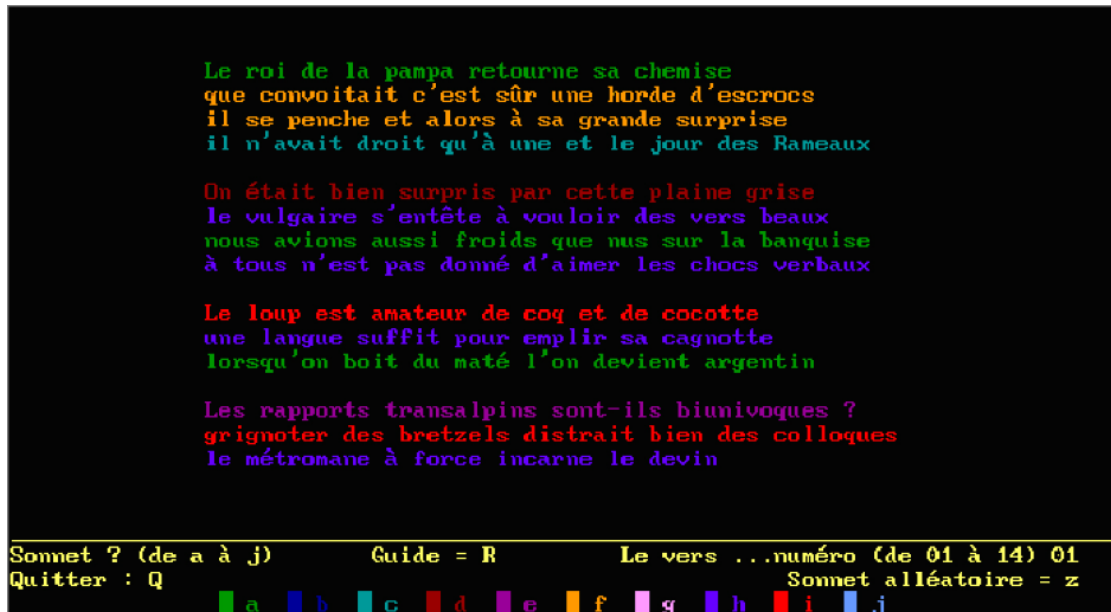 Le roi de la pampa retourne sa chemise
que convoitait c'est sûr une horde d'escrocs
il se penche et alors à sa grande surprise
il n'avait droit qu'à une et le jour des Rameaux
On était bien surpris par cette plaine grise
le vulgaire s'entête à vouloir des vers beaux
nous avions aussi froids que nus sur la banquise
à tous n'est pas donné d'aimer les chocs verbaux
Le loup est amateur de coq et de cocotte
une langue suffit pour emplir sa cagnotte
lorsqu'on boit du maté l'on devient argentin
Les rapports transalpins sont-ils biunivoques ?
grignoter des bretzels distrait bien des colloques
le métromane à force incarne le devin
Sonnet ? (de a à j) Guide = R Le vers ...numéro (de 01 à 14) 01
Quitter : Q Sonnet alléatoire = z
a b c d e f g h i j